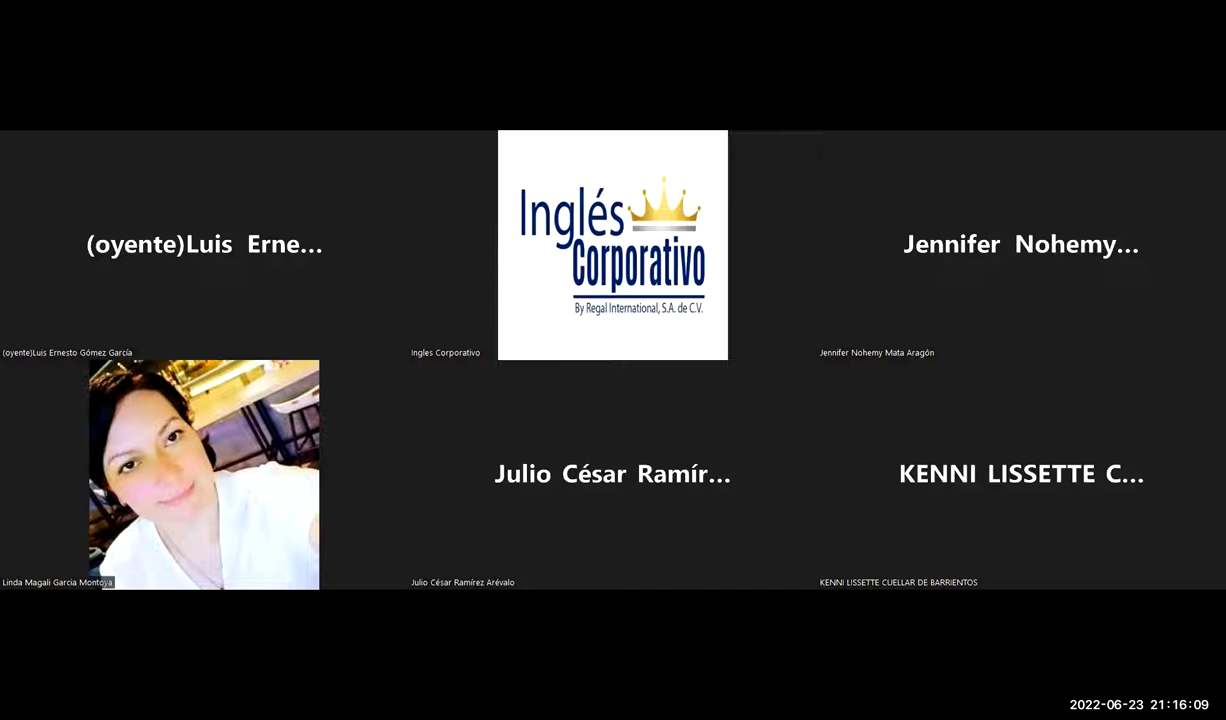 (oyente)Luis Erne...
Inglés
Corporativo
By Regal International, S.A. de C.V.
Jennifer Nohemy...
(oyente)Luis Ernesto Gómez García
Ingles Corporativo
Jennifer Nohemy Mata Aragón
Julio César Ramír...
KENNI LISSETTE C...
Linda Magali Garcia Montoya
Julio César Ramírez Arévalo
KENNI LISSETTE CUELLAR DE BARRIENTOS
2022-06-23 21:16:09